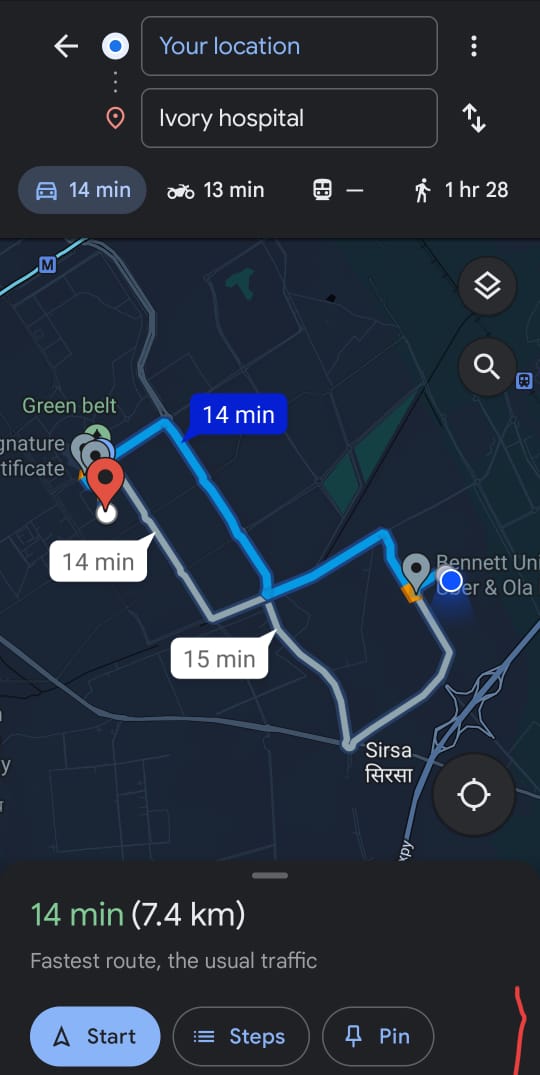 Your location
Ivory hospital
14 min
13 min
—
1 hr 28
M
Green belt
gnature
tificate
14 min
14 min
Bennett Uni
Uber & Ola
15 min
Sirsa
सिरसा
y
xpy
14 min (7.4 km)
Fastest route, the usual traffic
Start
Steps
Pin